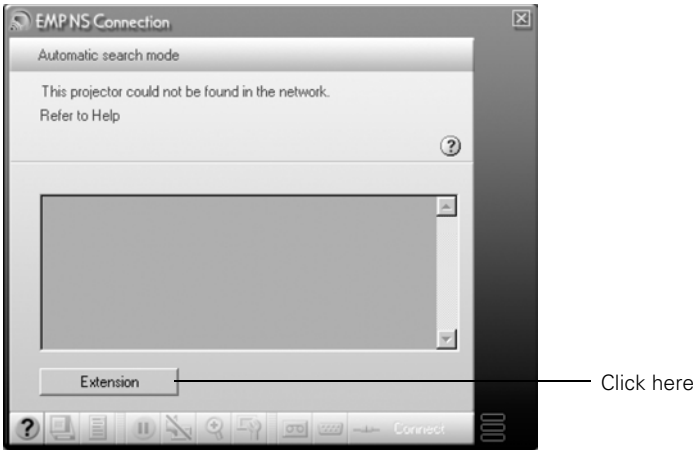 EMP NS Connection
Automatic search mode
This projector could not be found in the network.
Refer to Help
?
Extension
Click here
?
Connect